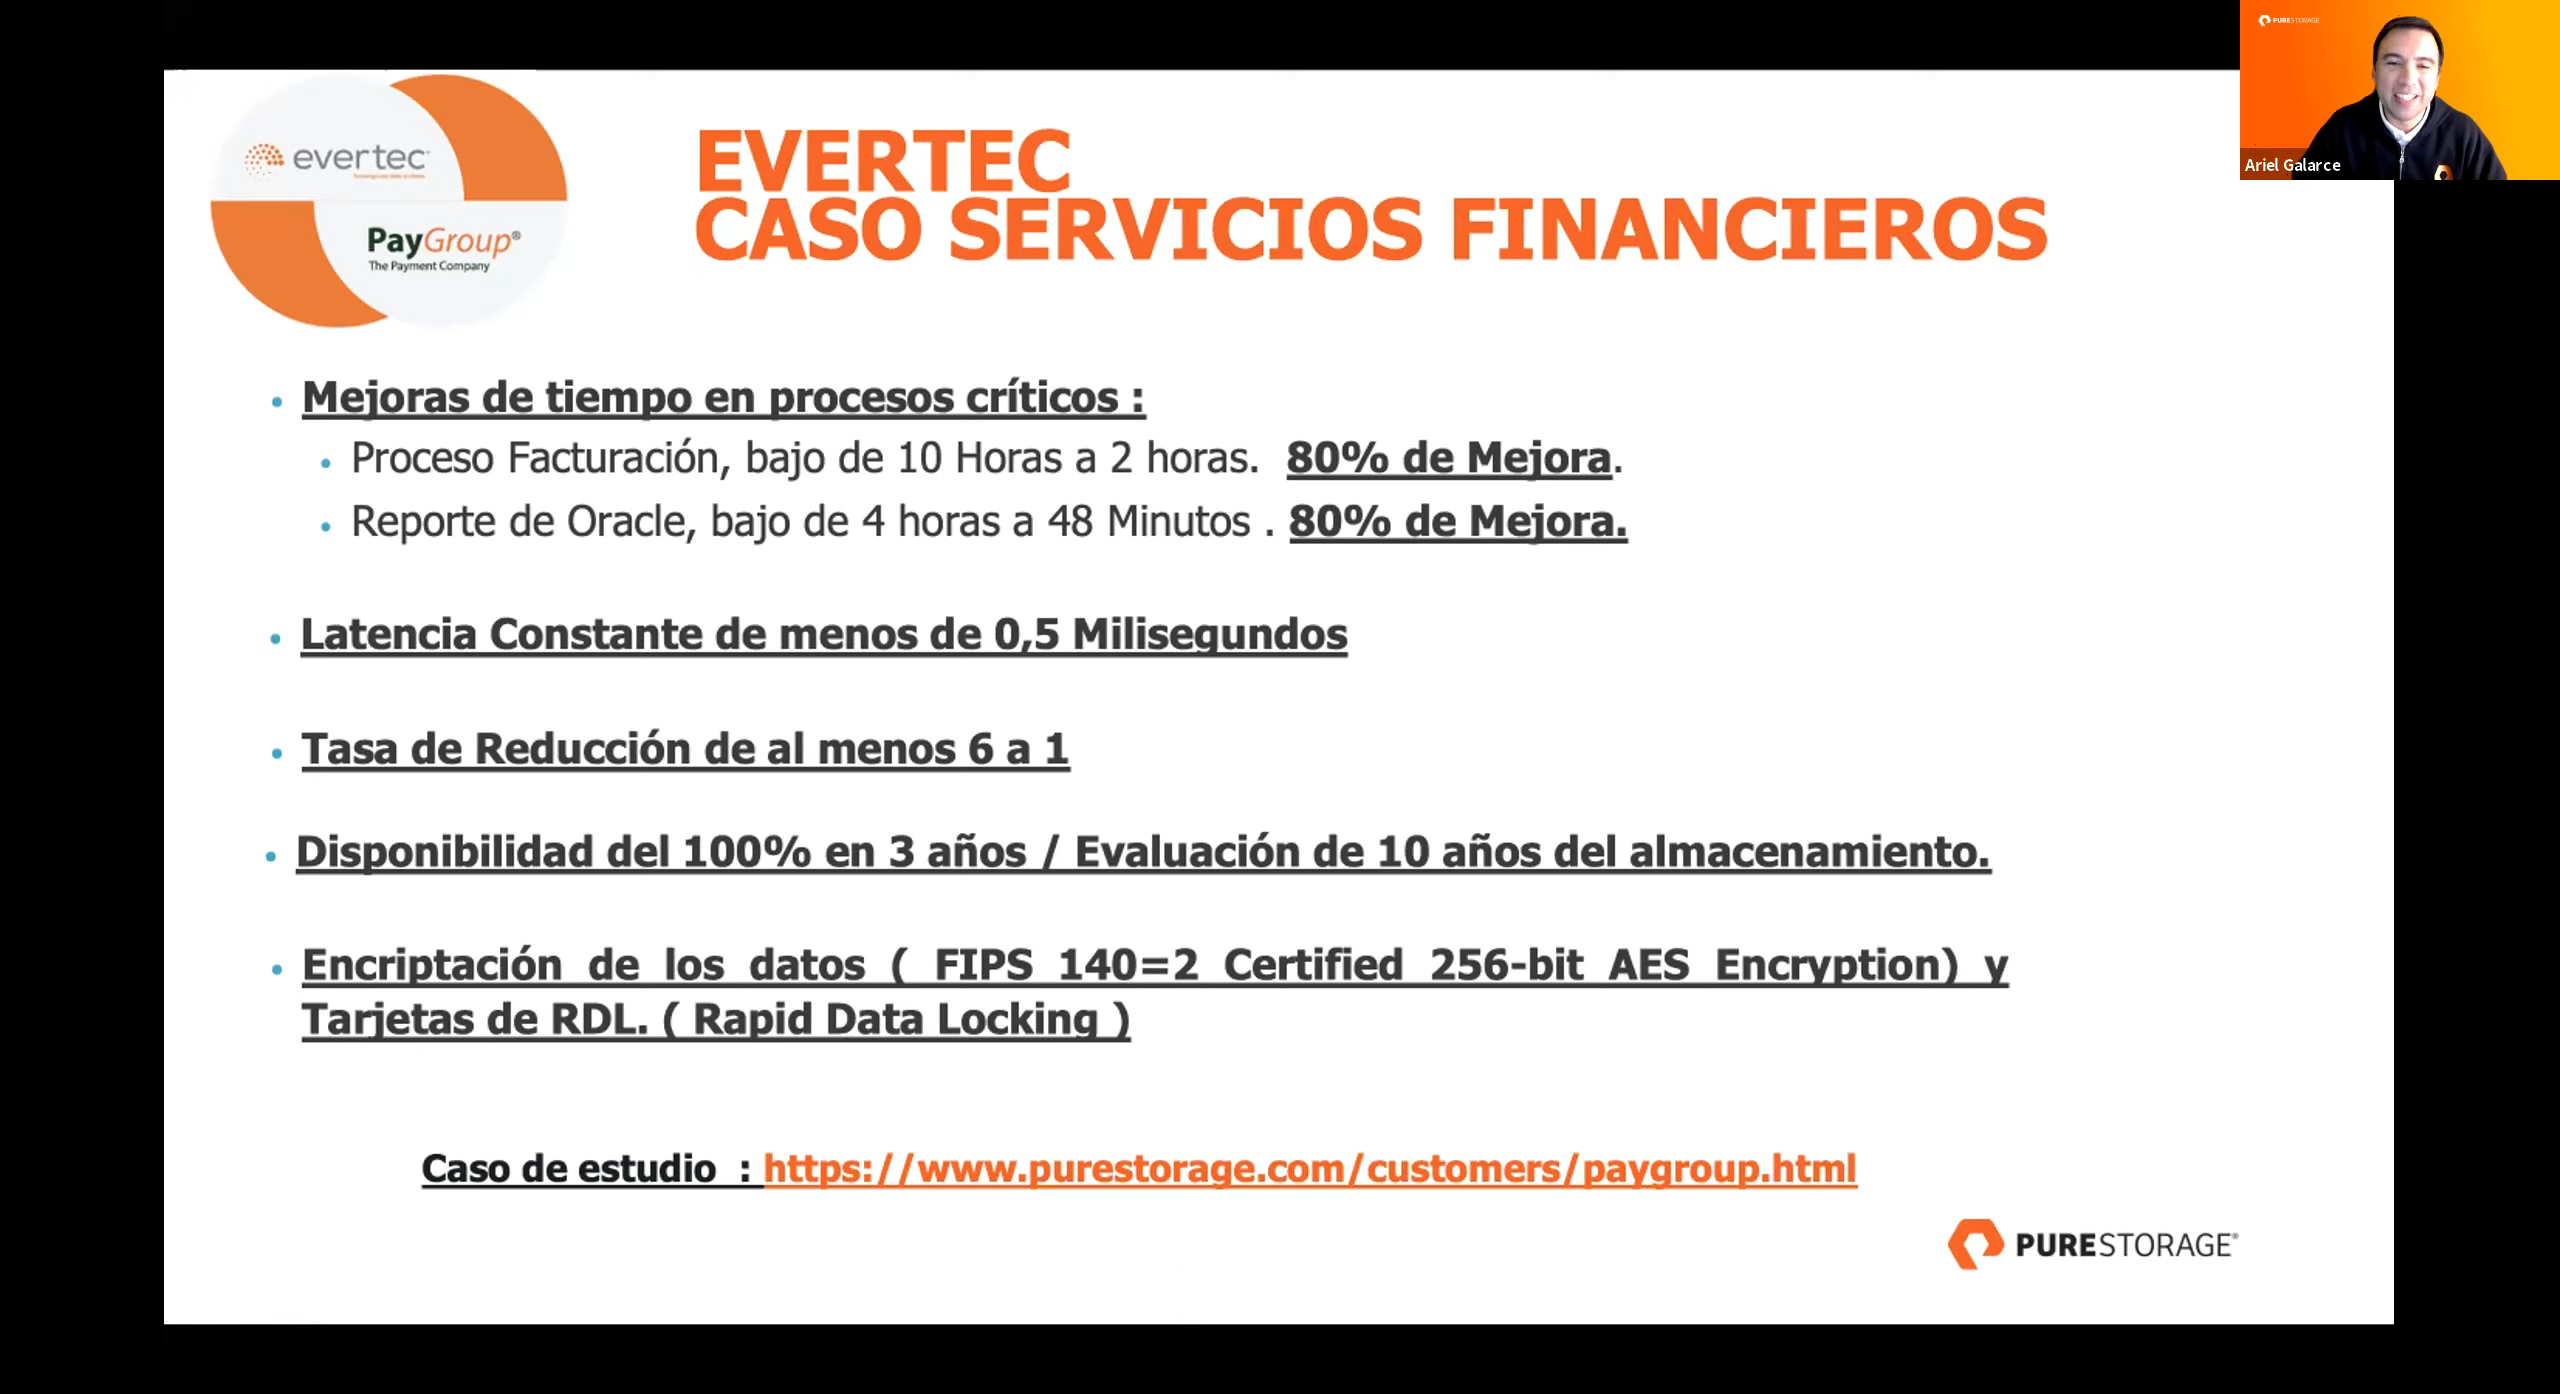 PURESTORAGE
Ariel Galarce
evertec
PayGroup®
The Payment Company
EVERTEC
CASO SERVICIOS FINANCIEROS
• Mejoras de tiempo en procesos críticos :
• Proceso Facturación, bajo de 10 Horas a 2 horas. 80% de Mejora.
• Reporte de Oracle, bajo de 4 horas a 48 Minutos . 80% de Mejora.
• Latencia Constante de menos de 0,5 Milisegundos
• Tasa de Reducción de al menos 6 a 1
• Disponibilidad del 100% en 3 años / Evaluación de 10 años del almacenamiento.
• Encriptación de los datos ( FIPS 140=2 Certified 256-bit AES Encryption) y
Tarjetas de RDL. ( Rapid Data Locking )
Caso de estudio : https://www.purestorage.com/customers/paygroup.html
PURESTORAGE®